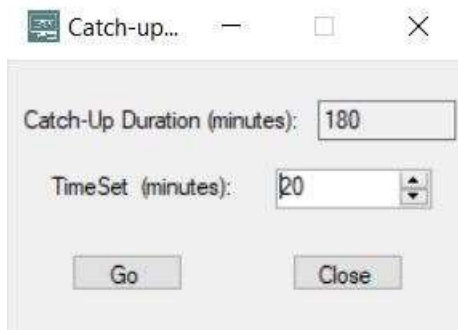 Catch-up...
Catch-Up Duration (minutes): 180
TimeSet (minutes): 20
Go Close